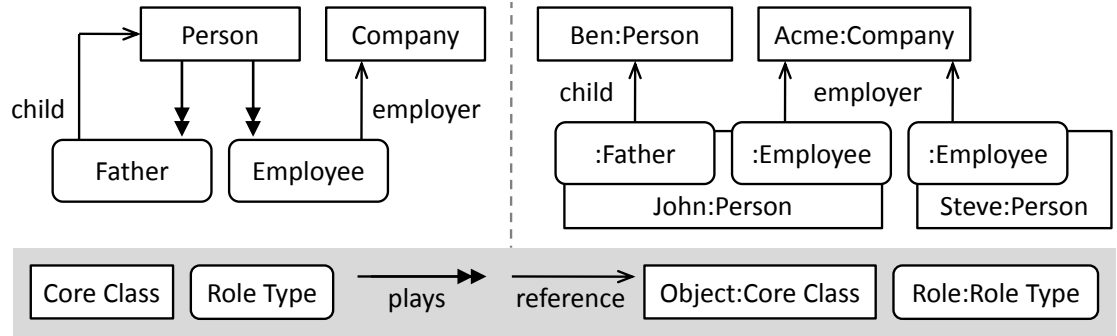 Person
Company
child
employer
Father
Employee
Ben:Person
Acme:Company
child
employer
:Father
:Employee
:Employee
John:Person
Steve:Person
Core Class
Role Type
plays
reference
Object:Core Class
Role:Role Type